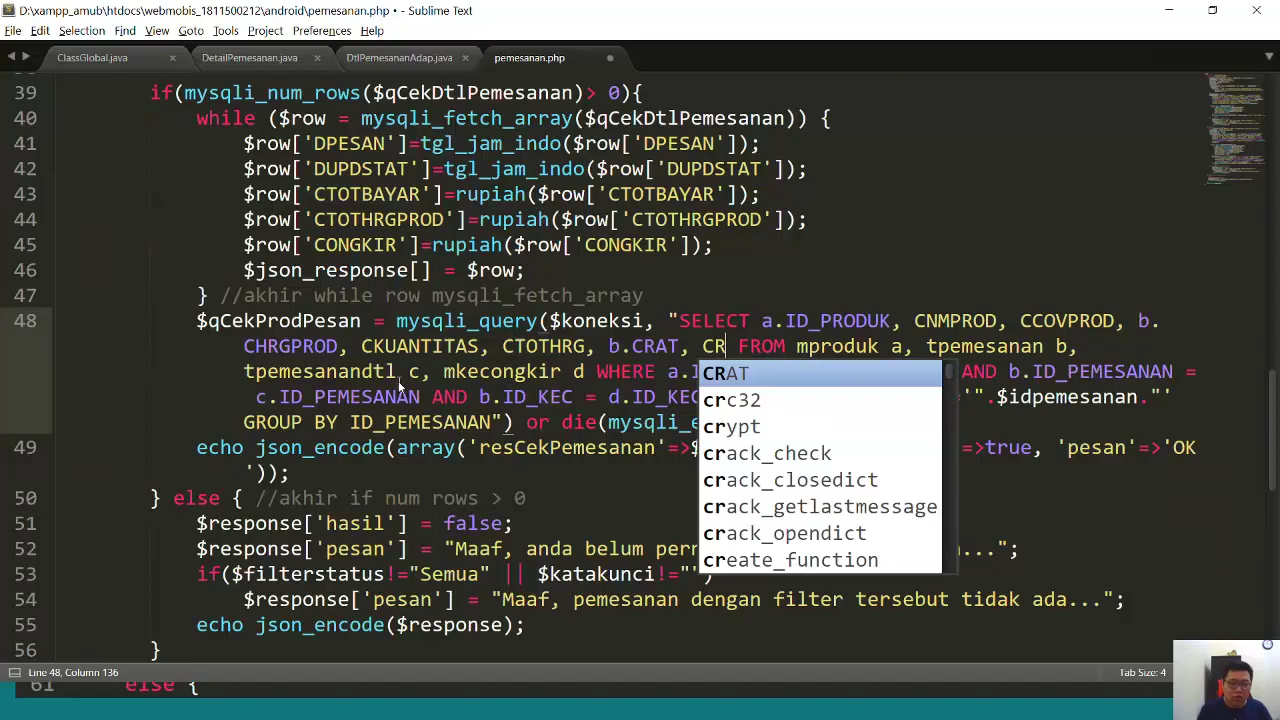 D:\xampp_amub\htdocs\webmobis_1811500212\android\pemesanan.php • - Sublime Text
File Edit Selection Find View Goto Tools Project Preferences Help
ClassGlobal.java × DetailPemesanan.java × DtlPemesananAdap.java × pemesanan.php
39 if(mysqli_num_rows($qCekDtlPemesanan)> 0){
40 while ($row = mysqli_fetch_array($qCekDtlPemesanan)) {
41 $row['DPESAN']=tgl_jam_indo($row['DPESAN']);
42 $row['DUPDSTAT']=tgl_jam_indo($row['DUPDSTAT']);
43 $row['CTOTBAYAR']=rupiah($row['CTOTBAYAR']);
44 $row['CTOTHRGPROD']=rupiah($row['CTOTHRGPROD']);
45 $row['CONGKIR']=rupiah($row['CONGKIR']);
46 $json_response[] = $row;
47 } //akhir while row mysqli_fetch_array
48 $qCekProdPesan = mysqli_query($koneksi, "SELECT a.ID_PRODUK, CNMPROD, CCOVPROD, b.
CHRGPROD, CKUANTITAS, CTOTHRG, b.CRAT, CR FROM mproduk a, tpemesanan b,
tpemesanandtl c, mkecongkir d WHERE a. AND b.ID_PEMESANAN =
c.ID_PEMESANAN AND b.ID_KEC = d.ID_KEC ='".$idpemesanan."'
GROUP BY ID_PEMESANAN") or die(mysqli_
49 echo json_encode(array('resCekPemesanan'=>$ =>true, 'pesan'=>'OK
'));
50 } else { //akhir if num rows > 0
51 $response['hasil'] = false;
52 $response['pesan'] = "Maaf, anda belum ...";
53 if($filterstatus!="Semua" || $katakunci!="")
54 $response['pesan'] = "Maaf, pemesanan dengan filter tersebut tidak ada...";
55 echo json_encode($response);
56 }
61 else {
CRAT
crc32
crypt
crack_check
crack_closedict
crack_getlastmessage
crack_opendict
create_function
Line 48, Column 136 Tab Size: 4